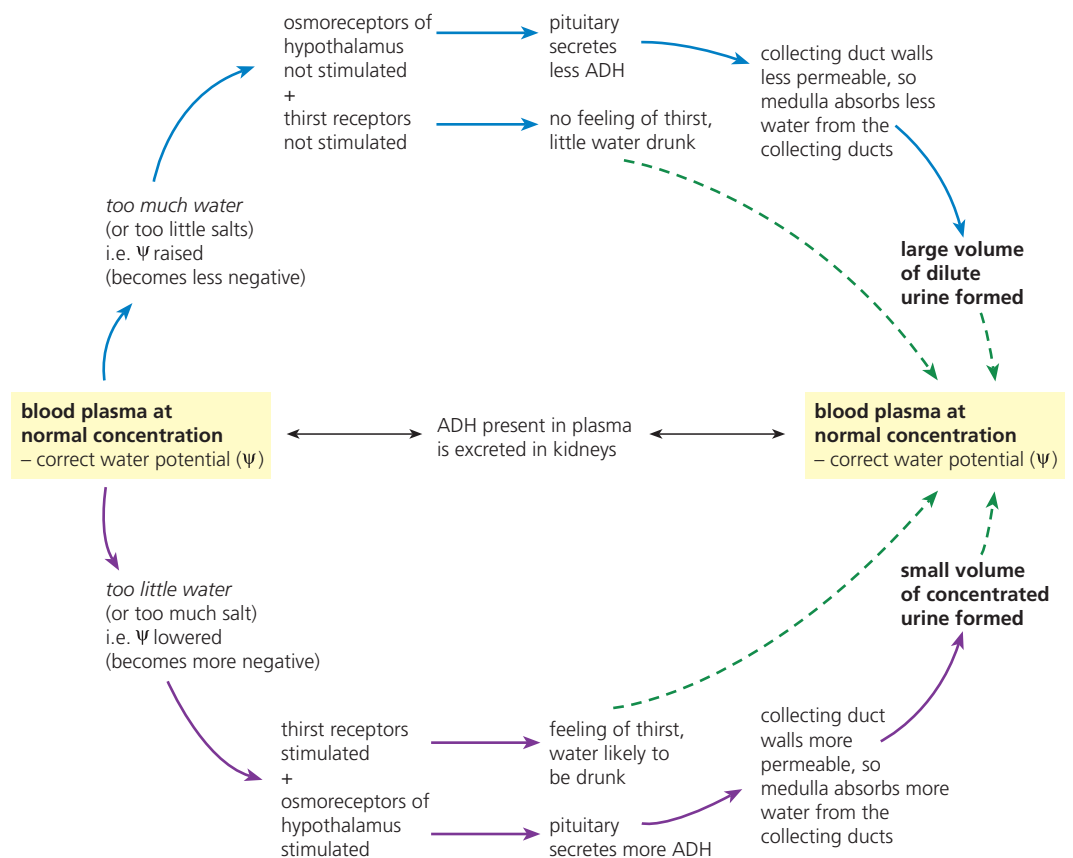 osmoreceptors of
hypothalamus
not stimulated
+
thirst receptors
not stimulated
pituitary
secretes
less ADH
no feeling of thirst,
little water drunk
collecting duct walls
less permeable, so
medulla absorbs less
water from the
collecting ducts
too much water
(or too little salts)
i.e. Ψ raised
(becomes less negative)
large volume
of dilute
urine formed
blood plasma at
normal concentration
– correct water potential (Ψ)
ADH present in plasma
is excreted in kidneys
blood plasma at
normal concentration
– correct water potential (Ψ)
too little water
(or too much salt)
i.e. Ψ lowered
(becomes more negative)
small volume
of concentrated
urine formed
thirst receptors
stimulated
+
osmoreceptors of
hypothalamus
stimulated
feeling of thirst,
water likely to
be drunk
pituitary
secretes more ADH
collecting duct
walls more
permeable, so
medulla absorbs more
water from the
collecting ducts